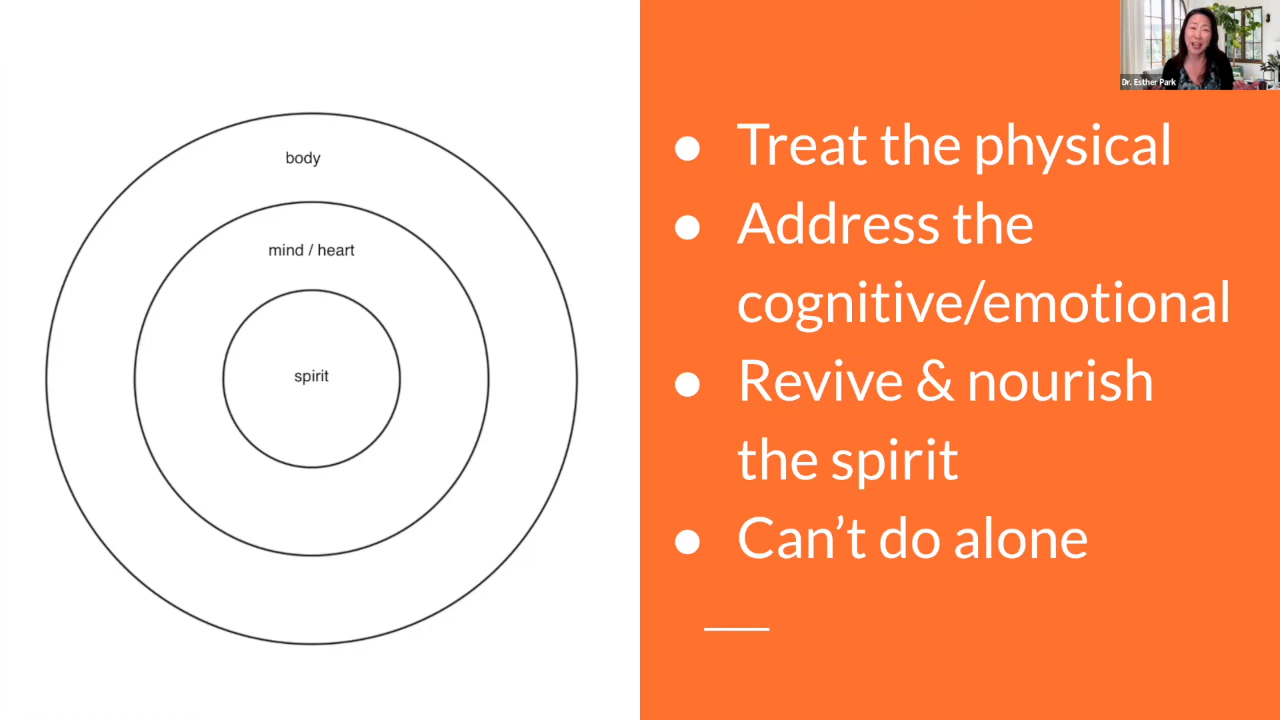 body
mind / heart
spirit
Dr. Esther Park
● Treat the physical
● Address the
cognitive/emotional
● Revive & nourish
the spirit
● Can’t do alone